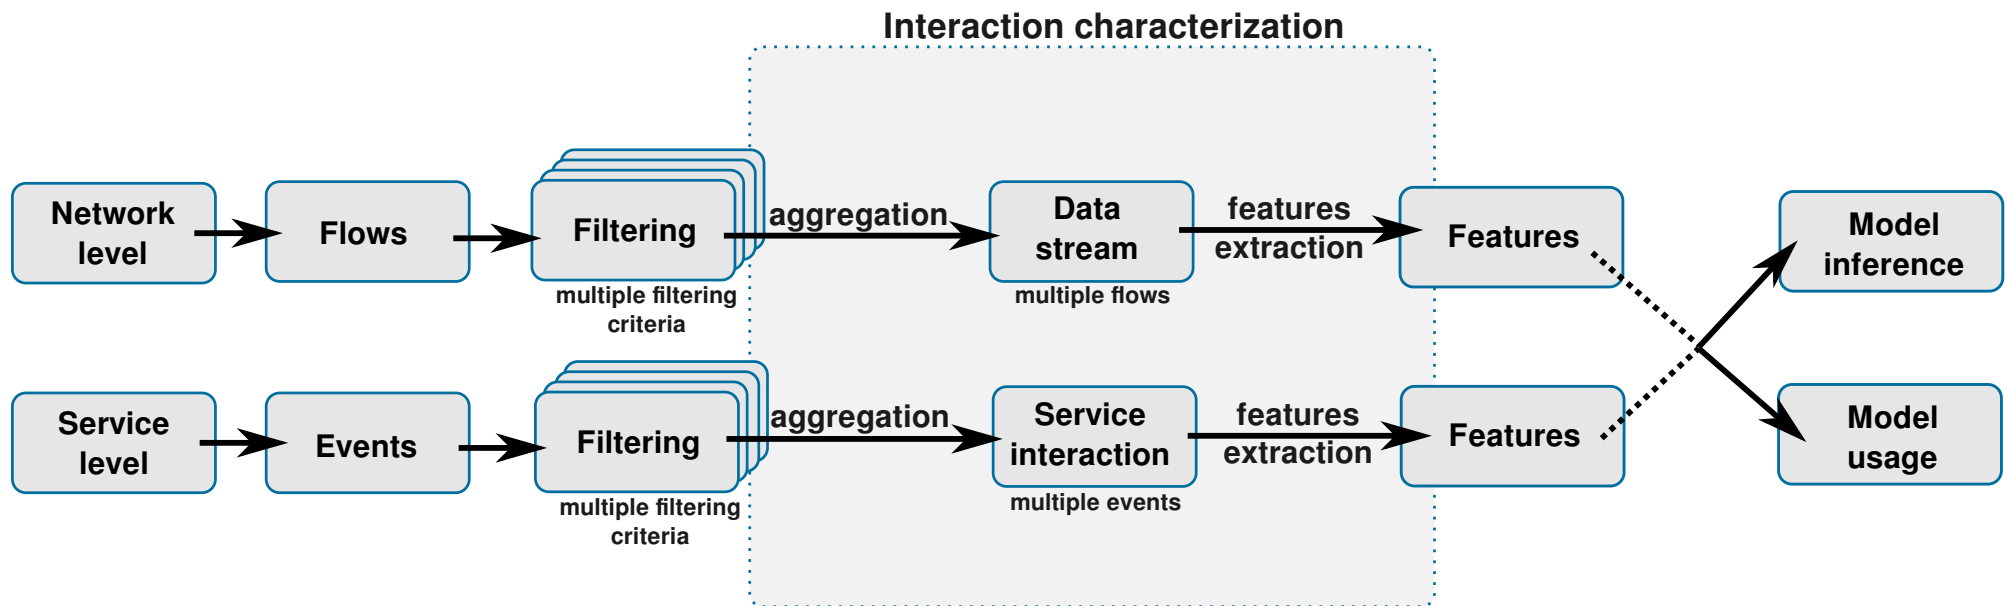 Interaction characterization
Network
level
Flows
Filtering
multiple filtering
criteria
aggregation
Data
stream
multiple flows
features
extraction
Features
Model
inference
Service
level
Events
Filtering
multiple filtering
criteria
aggregation
Service
interaction
multiple events
features
extraction
Features
Model
usage